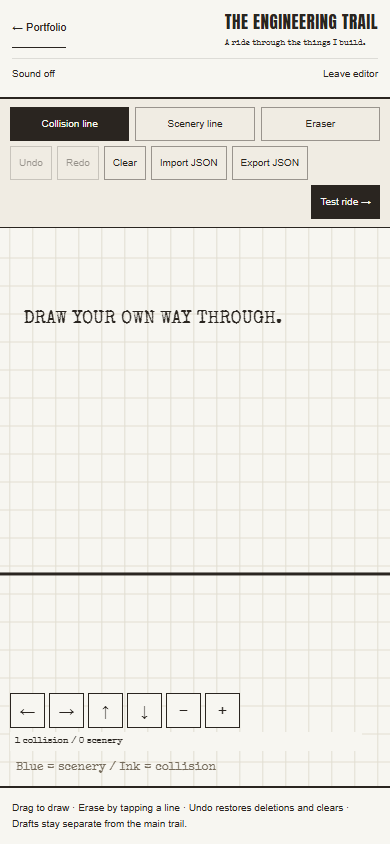 ← Portfolio
THE ENGINEERING TRAIL
A ride through the things I build.
Sound off
Leave editor
Collision line
Scenery line
Eraser
Undo
Redo
Clear
Import JSON
Export JSON
Test ride →
DRAW YOUR OWN WAY THROUGH.
← → ↑ ↓ − +
1 collision / 0 scenery
Blue = scenery / Ink = collision
Drag to draw · Erase by tapping a line · Undo restores deletions and clears ·
Drafts stay separate from the main trail.